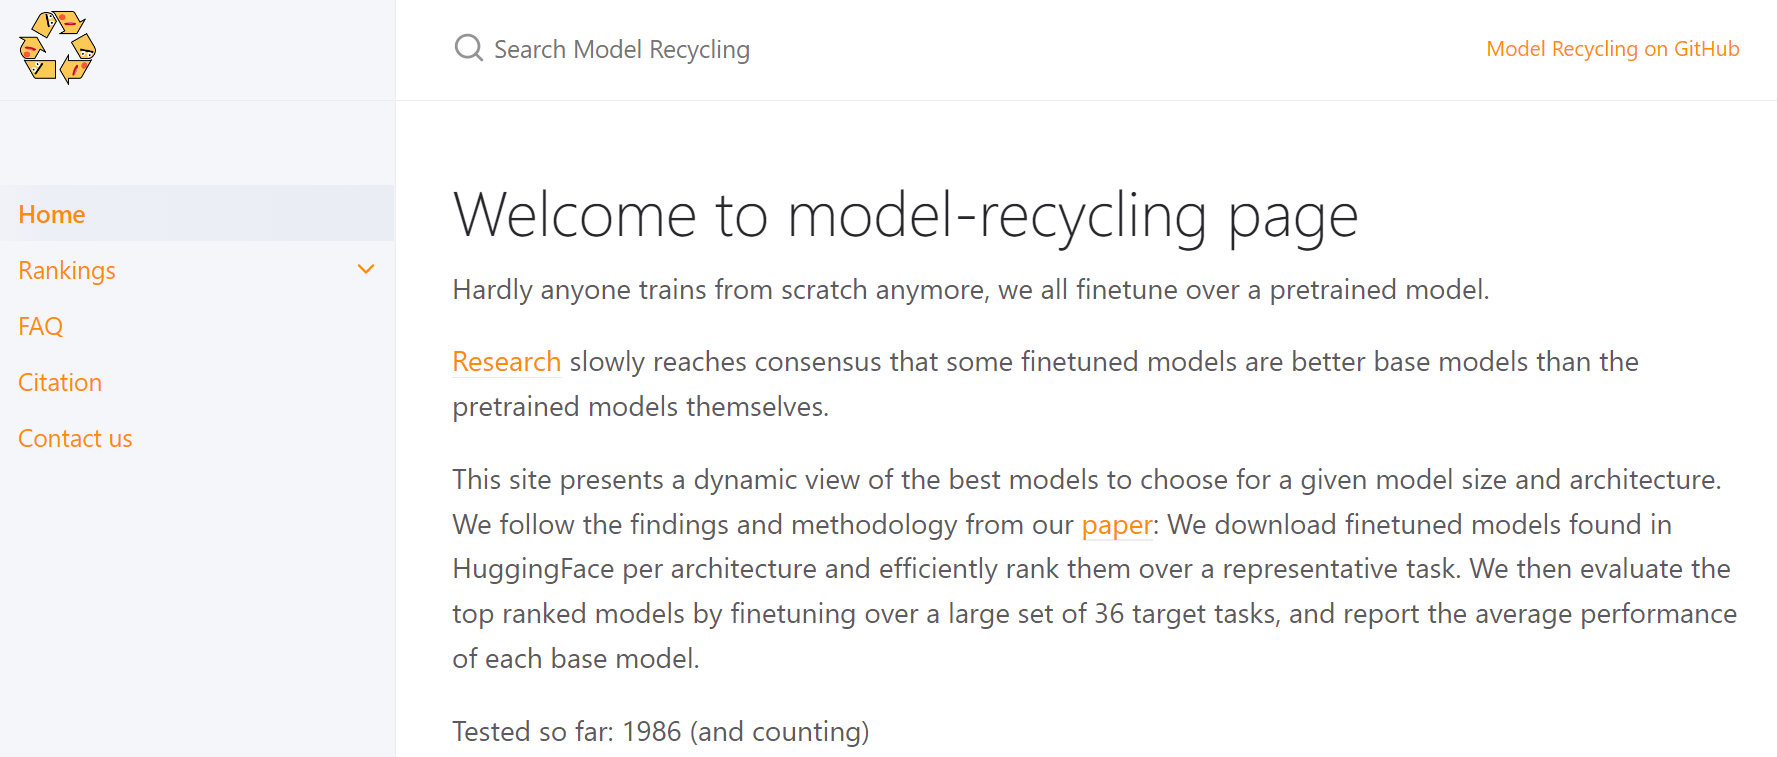 Search Model Recycling
Model Recycling on GitHub
Home
Rankings
FAQ
Citation
Contact us
Welcome to model-recycling page
Hardly anyone trains from scratch anymore, we all finetune over a pretrained model.
Research slowly reaches consensus that some finetuned models are better base models than the
pretrained models themselves.
This site presents a dynamic view of the best models to choose for a given model size and architecture.
We follow the findings and methodology from our paper: We download finetuned models found in
HuggingFace per architecture and efficiently rank them over a representative task. We then evaluate the
top ranked models by finetuning over a large set of 36 target tasks, and report the average performance
of each base model.
Tested so far: 1986 (and counting)